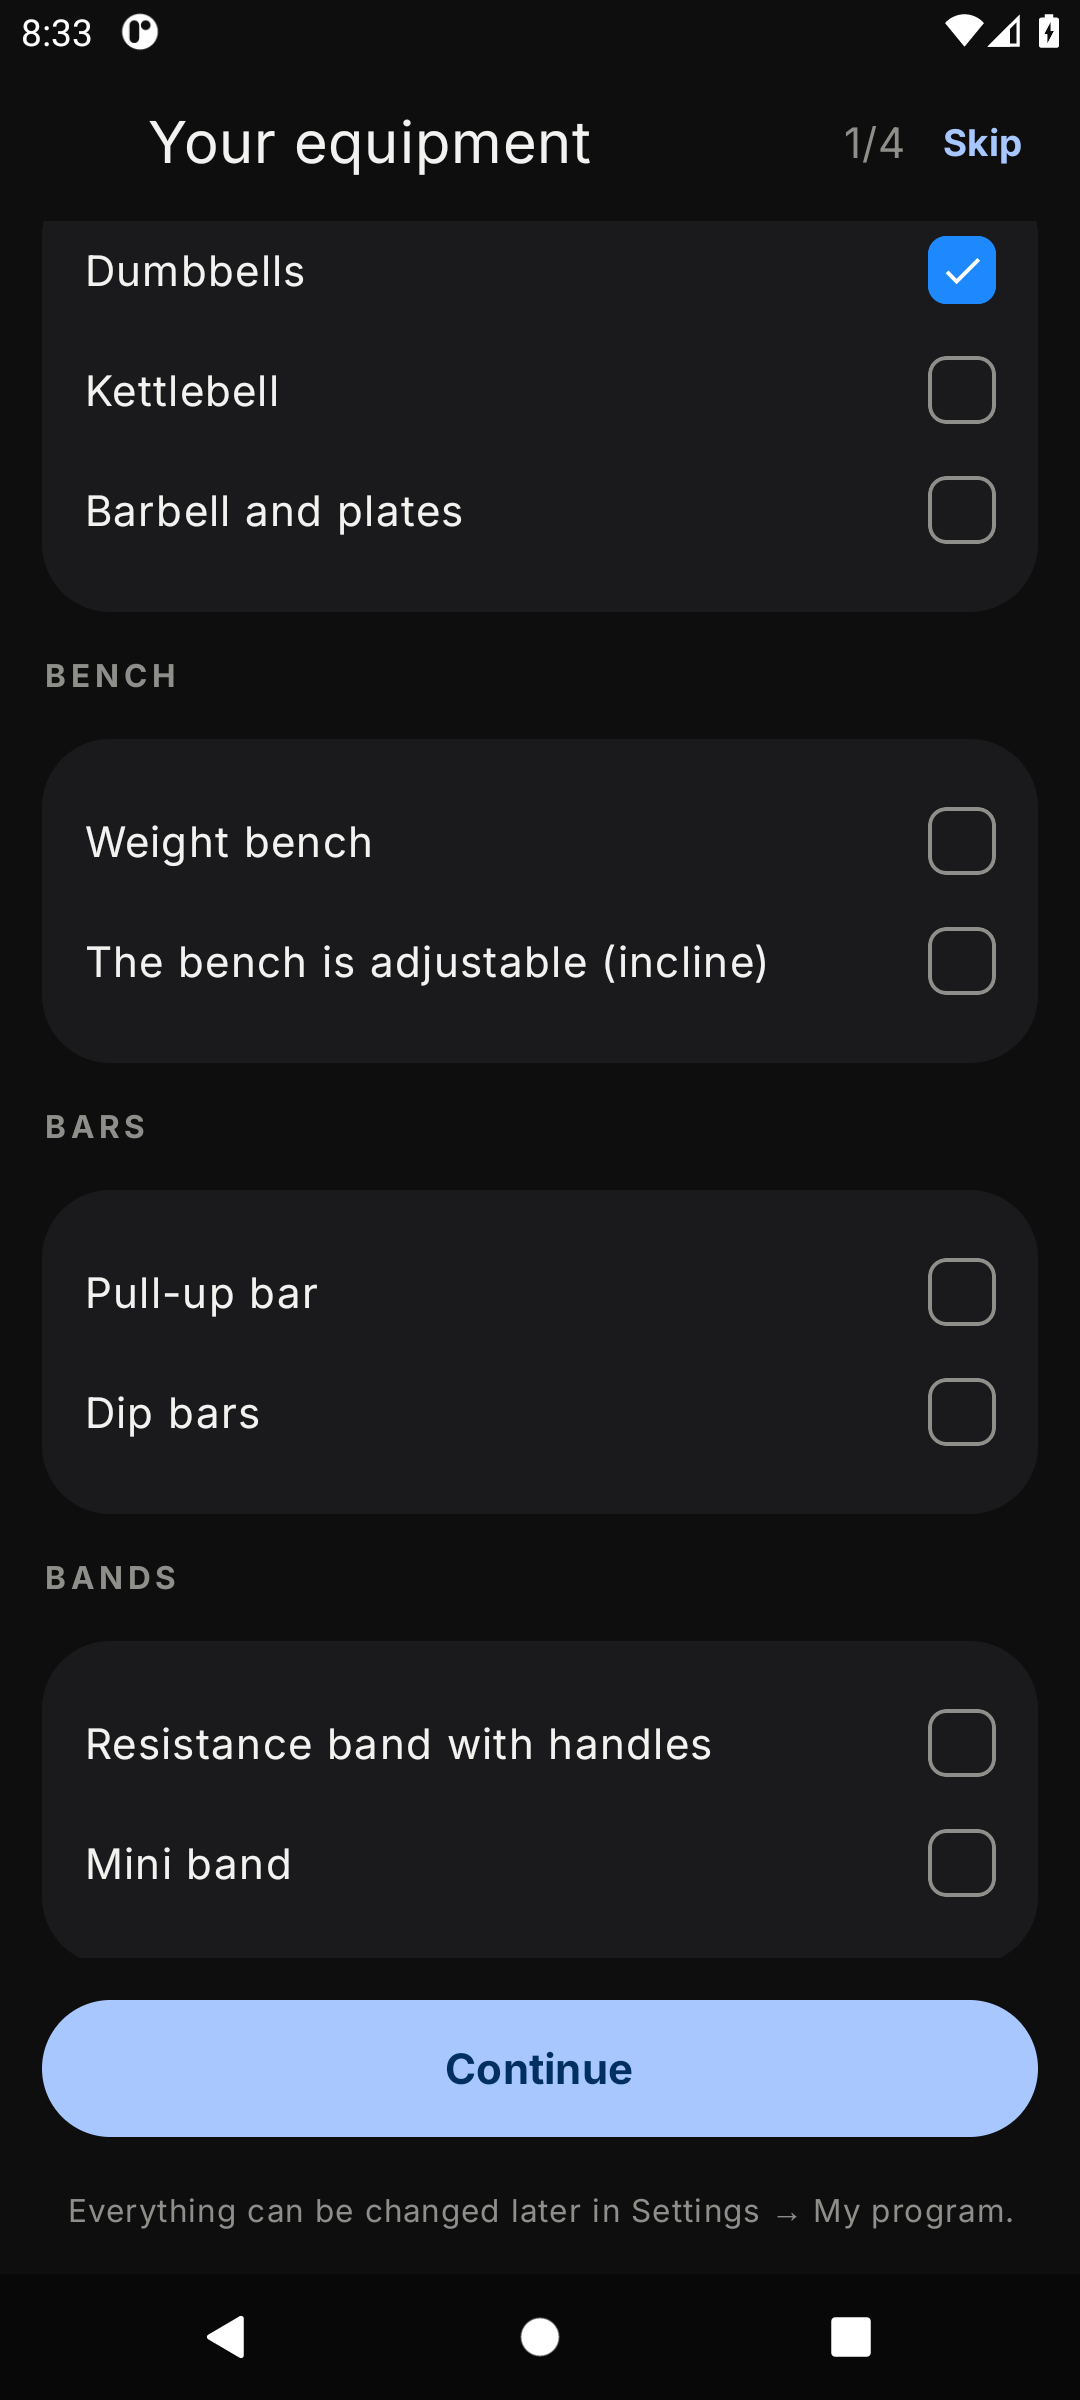 8:33
Your equipment
1/4 Skip
Dumbbells
Kettlebell
Barbell and plates
BENCH
Weight bench
The bench is adjustable (incline)
BARS
Pull-up bar
Dip bars
BANDS
Resistance band with handles
Mini band
Continue
Everything can be changed later in Settings → My program.